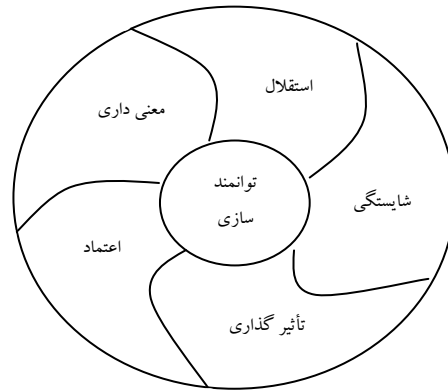 استقلال
معنی داری
توانمند
سازی
شایستگی
اعتماد
تأثیر گذاری